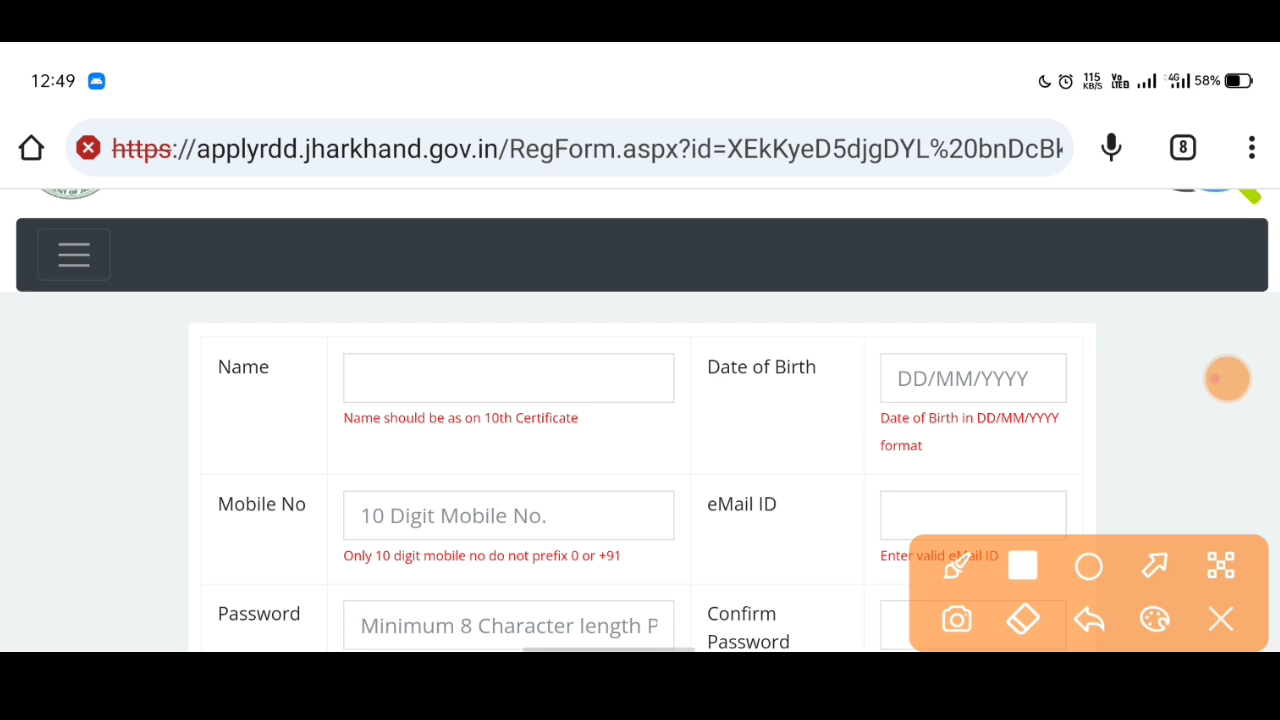 12:49 115 KB/S Vo LTE 4G 58%
https://applyrdd.jharkhand.gov.in/RegForm.aspx?id=XEkKyeD5djgDYL%20bnDcBk 8
Name Date of Birth DD/MM/YYYY
Name should be as on 10th Certificate Date of Birth in DD/MM/YYYY
format
Mobile No 10 Digit Mobile No. eMail ID
Only 10 digit mobile no do not prefix 0 or +91 Enter valid eMail ID
Password Minimum 8 Character length P Confirm
Password